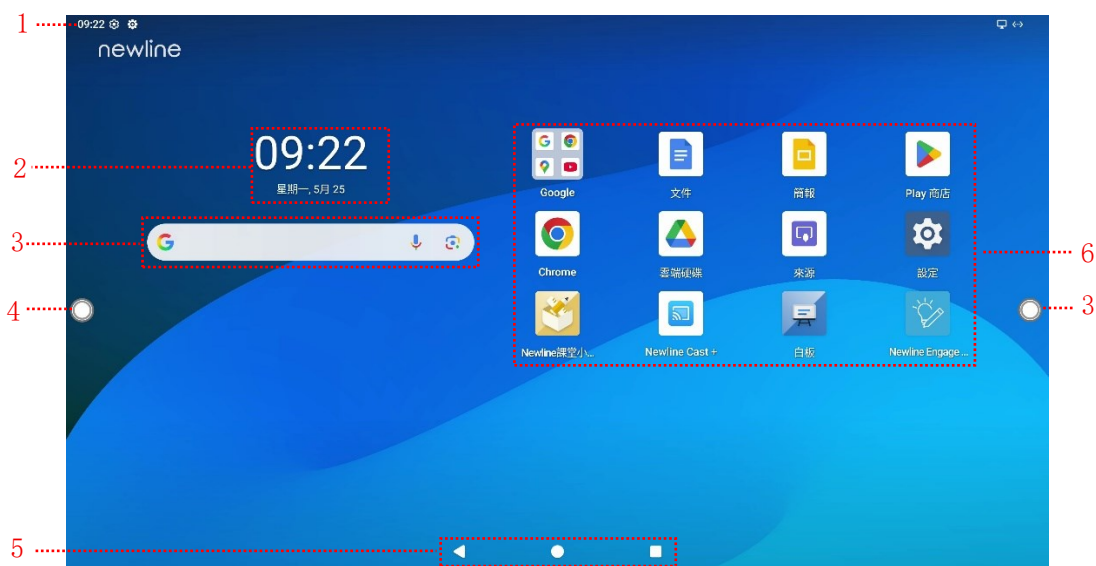 1
09:22
newline
2
09:22
星期一, 5月 25
3
4
5
Google
文件
簡報
Play 商店
Chrome
雲端硬碟
來源
設定
Newline課堂小...
Newline Cast +
白板
Newline Engage ...
6
3